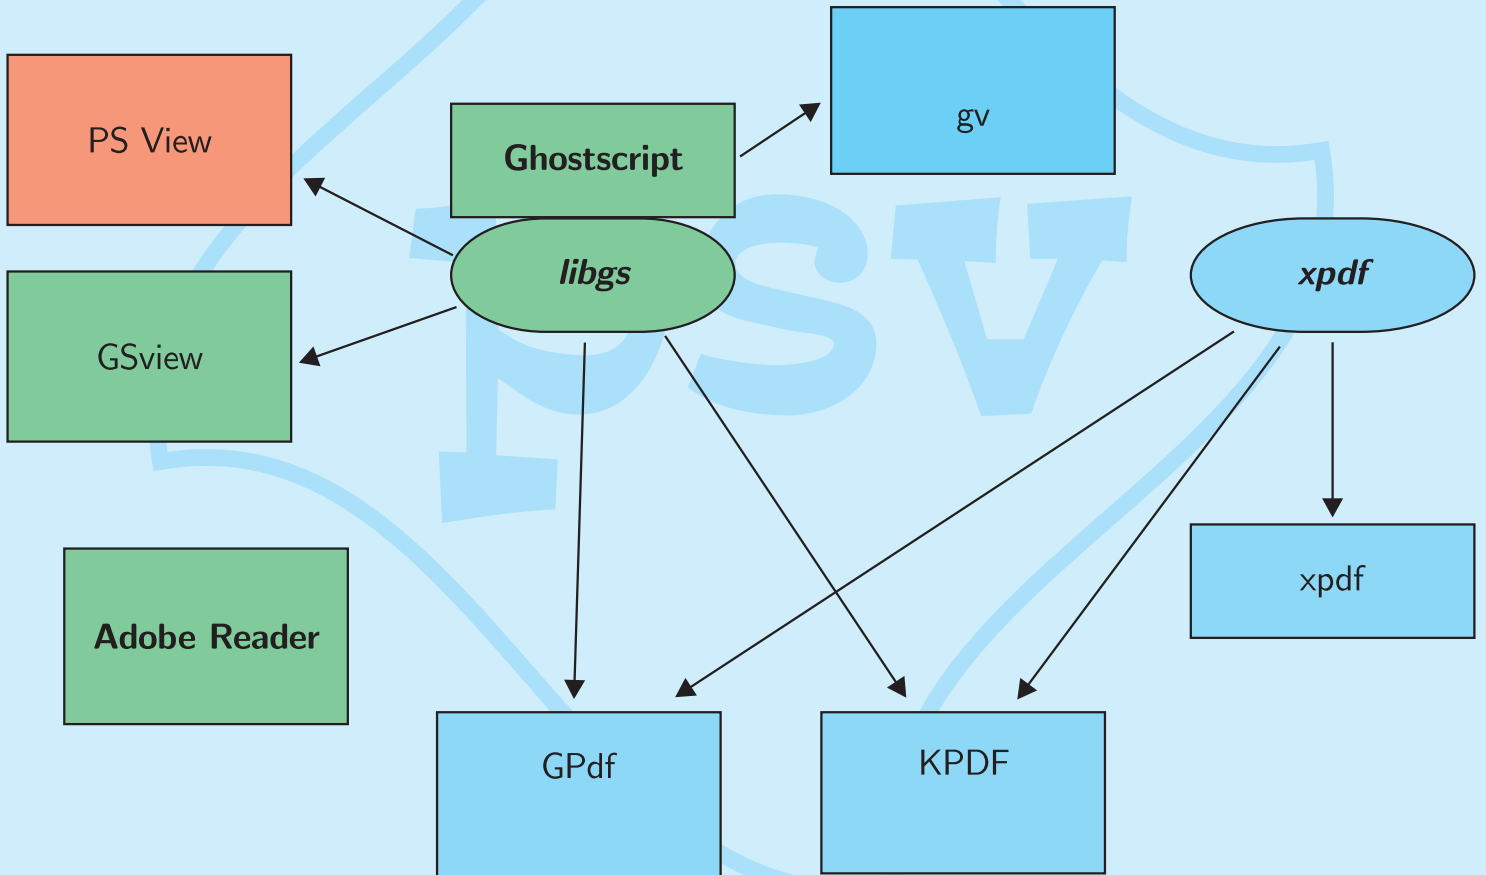 gv
PS View
Ghostscript
libgs
xpdf
GSview
psv
xpdf
Adobe Reader
GPdf
KPDF